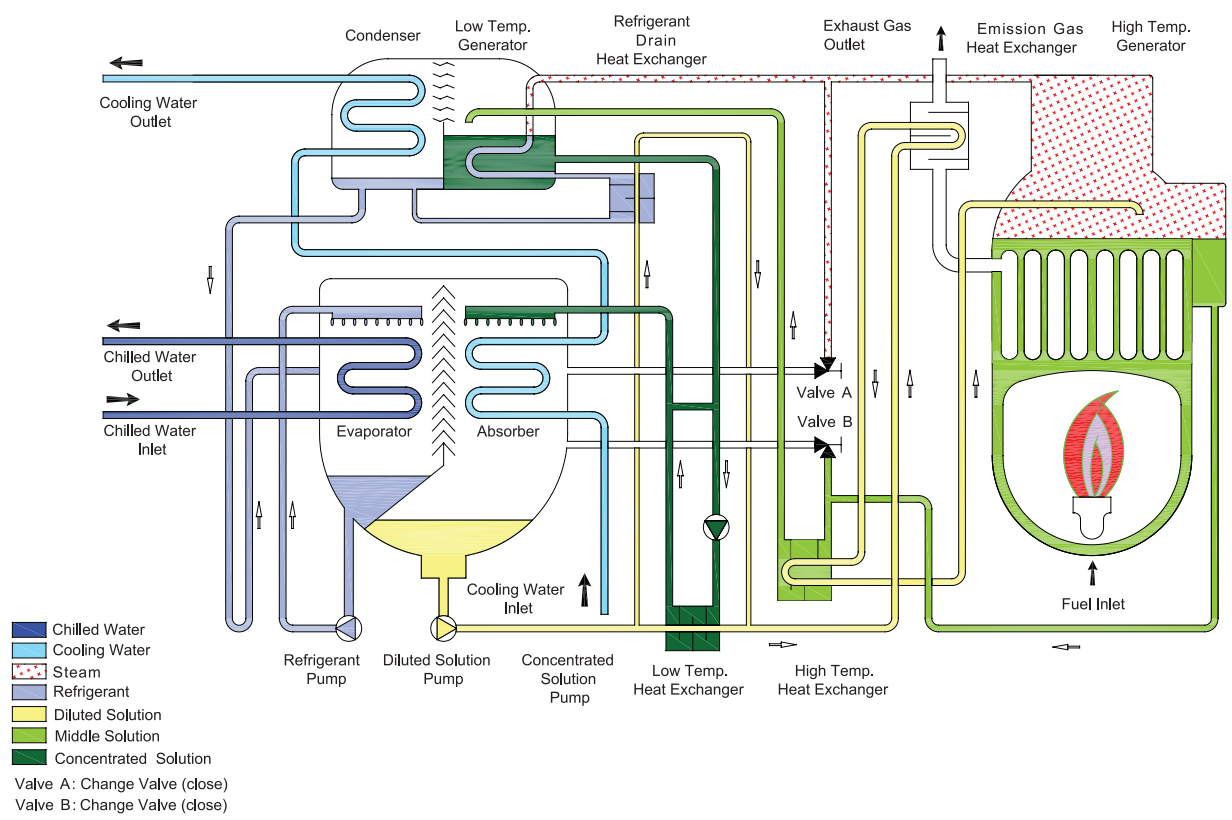 Condenser
Low Temp.
Generator
Refrigerant
Drain
Heat Exchanger
Exhaust Gas
Outlet
Emission Gas
Heat Exchanger
High Temp.
Generator
Cooling Water
Outlet
Chilled Water
Outlet
Chilled Water
Inlet
Evaporator
Absorber
Valve A
Valve B
Cooling Water
Inlet
Fuel Inlet
Refrigerant
Pump
Diluted Solution
Pump
Concentrated
Solution
Pump
Low Temp.
Heat Exchanger
High Temp.
Heat Exchanger
Chilled Water
Cooling Water
Steam
Refrigerant
Diluted Solution
Middle Solution
Concentrated Solution
Valve A: Change Valve (close)
Valve B: Change Valve (close)